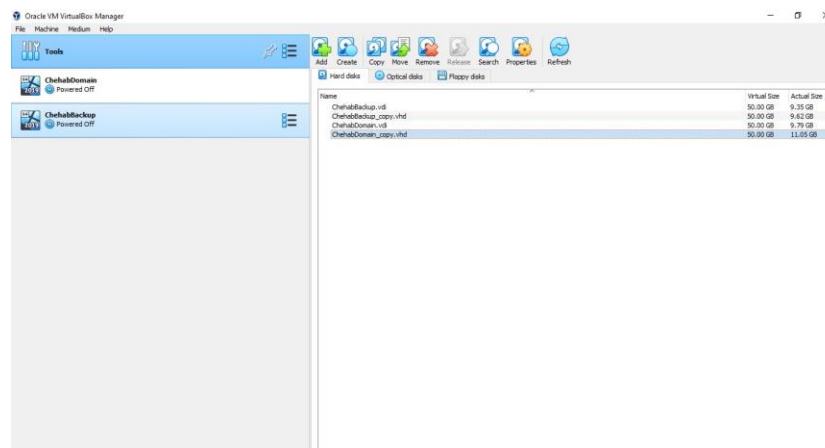 Oracle VM VirtualBox Manager
File Machine Medium Help
Tools
Add Create Copy Move Remove Release Search Properties Refresh
Hard disks Optical disks Floppy disks
ChehabDomain
Powered Off
2019
ChehabBackup
Powered Off
2019
Name Virtual Size Actual Size
ChehabBackup.vdi 50.00 GB 9.35 GB
ChehabBackup_copy.vhd 50.00 GB 9.62 GB
ChehabDomain.vdi 50.00 GB 9.79 GB
ChehabDomain_copy.vhd 50.00 GB 11.05 GB